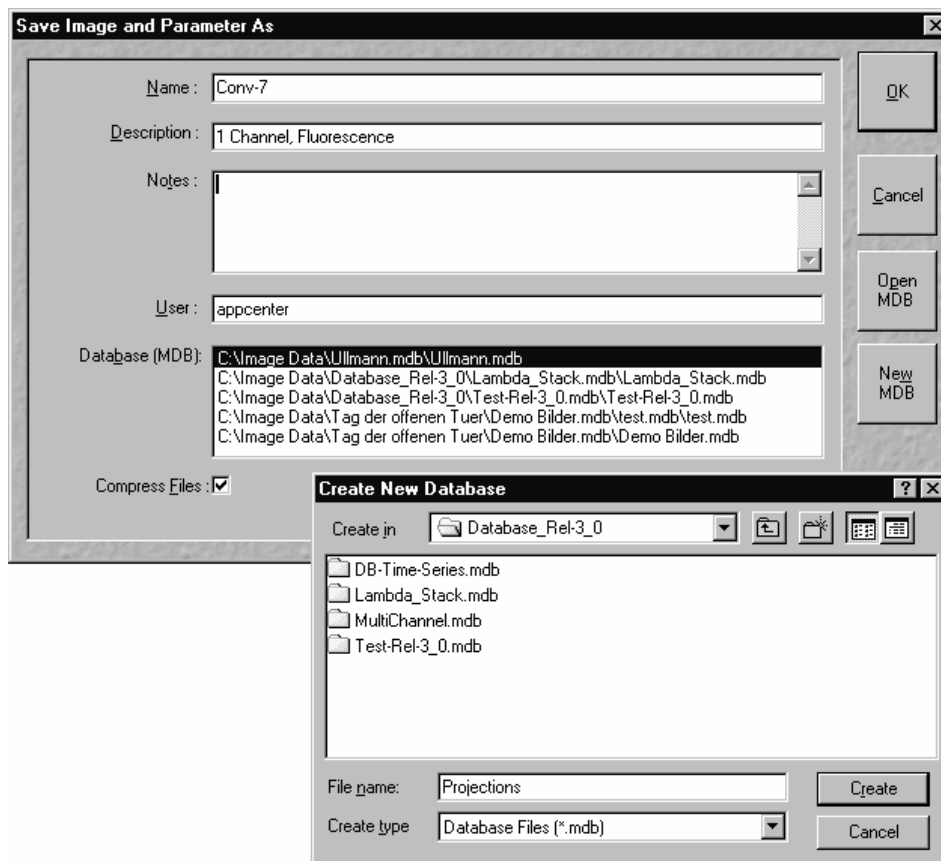 Save Image and Parameter As
Name : Conv-7
OK
Description : 1 Channel, Fluorescence
Notes :
Cancel
Open
MDB
User : appcenter
Database (MDB): C:\Image Data\Ullmann.mdb\Ullmann.mdb
C:\Image Data\Database_Rel-3_0\Lambda_Stack.mdb\Lambda_Stack.mdb
C:\Image Data\Database_Rel-3_0\Test-Rel-3_0.mdb\Test-Rel-3_0.mdb
C:\Image Data\Tag der offenen Tuer\Demo Bilder.mdb\test.mdb\test.mdb
C:\Image Data\Tag der offenen Tuer\Demo Bilder.mdb\Demo Bilder.mdb
New
MDB
Compress Files :
Create New Database
Create in Database_Rel-3_0
DB-Time-Series.mdb
Lambda_Stack.mdb
MultiChannel.mdb
Test-Rel-3_0.mdb
File name: Projections
Create
Create type Database Files (*.mdb)
Cancel